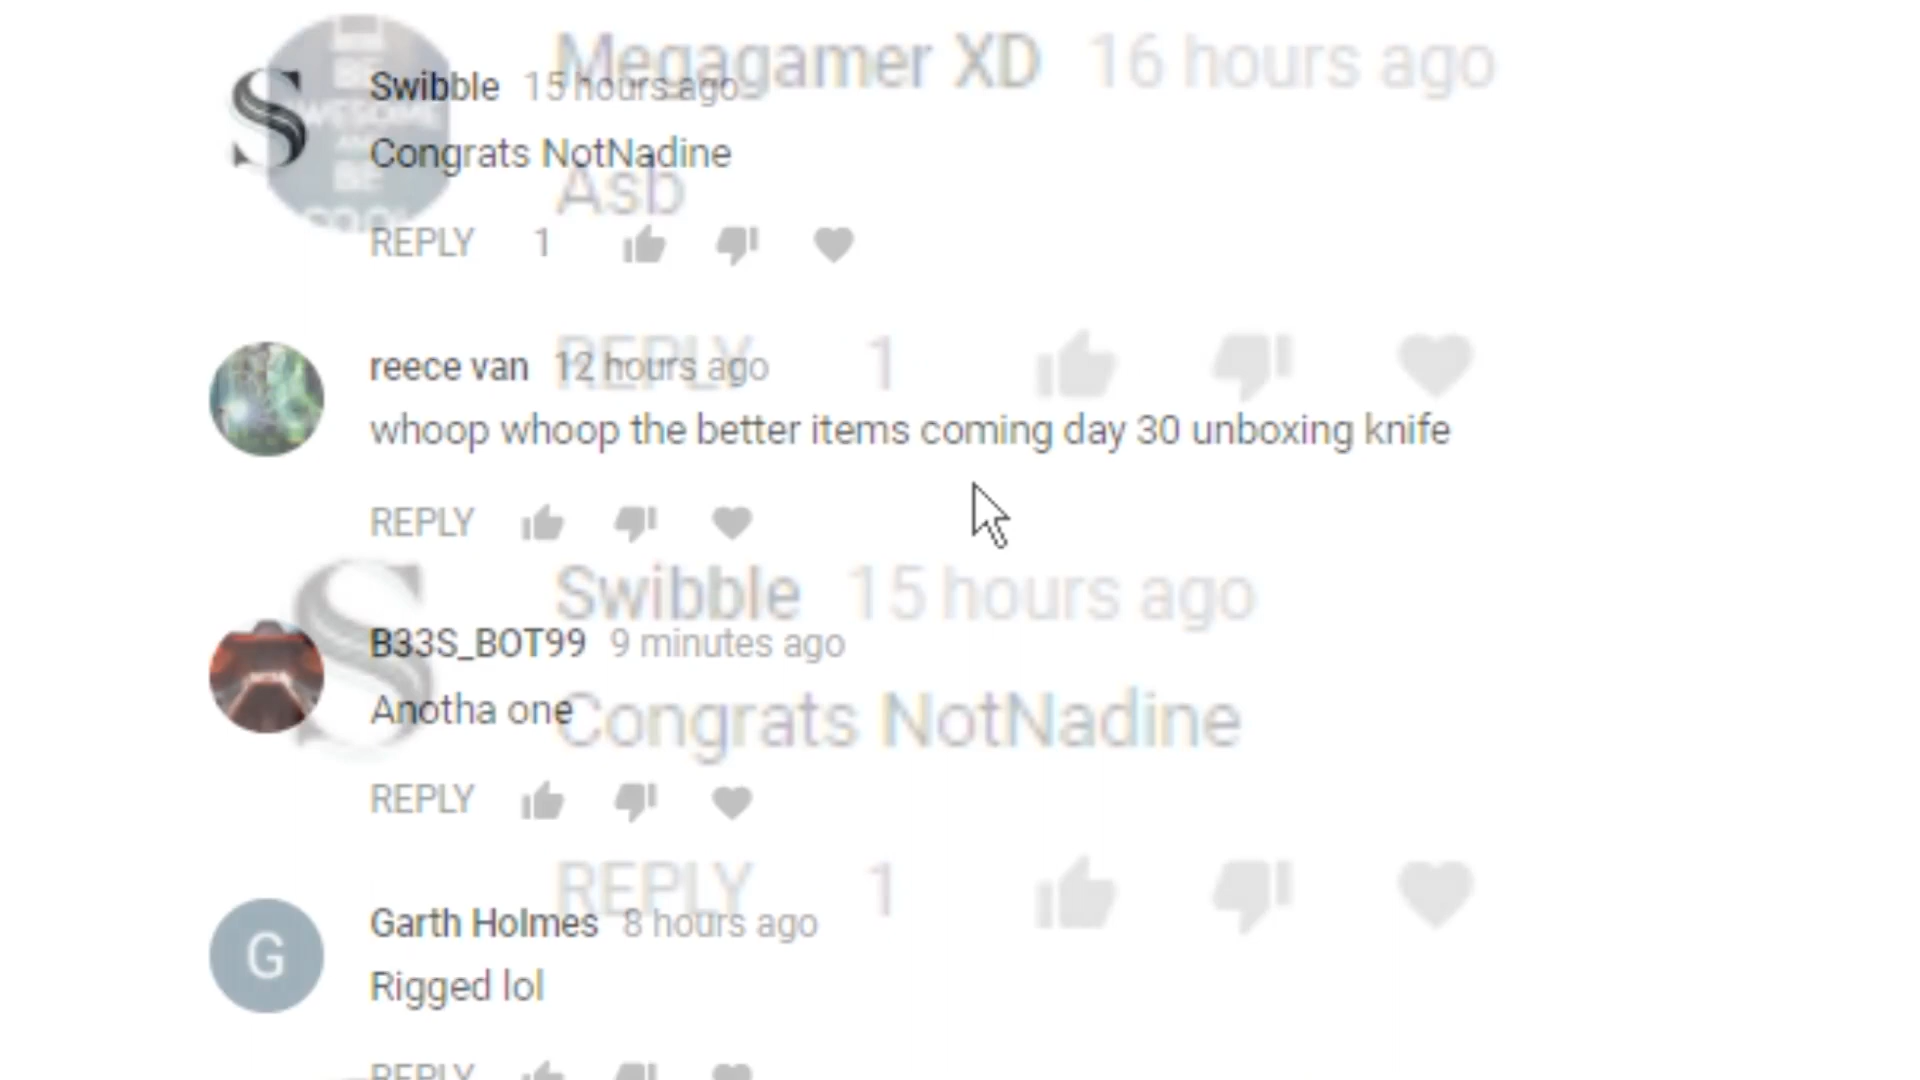 Megagamer XD 16 hours ago
Swibble 15 hours ago
Congrats NotNadine
Asb
REPLY 1
REPLY 1
reece van 12 hours ago
whoop whoop the better items coming day 30 unboxing knife
REPLY
Swibble 15 hours ago
B33S_BOT99 9 minutes ago
Anotha one
Congrats NotNadine
REPLY
REPLY 1
Garth Holmes 8 hours ago
G
Rigged lol
REPLY